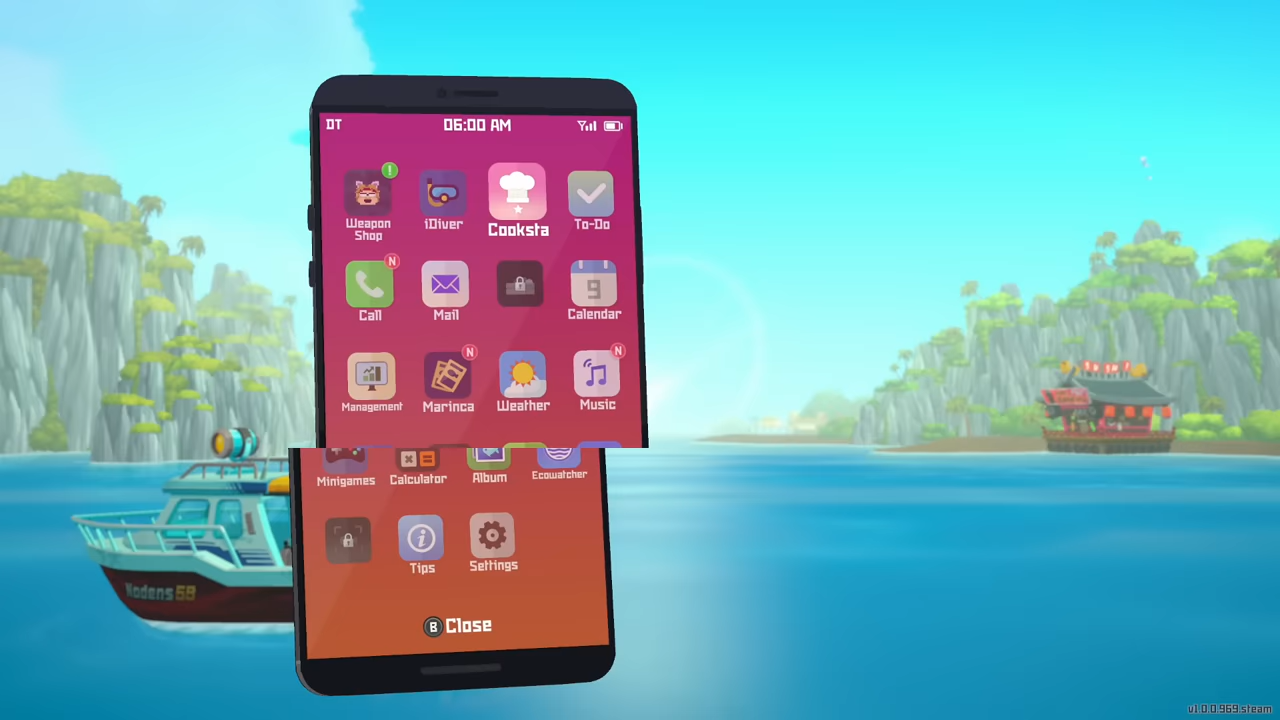 DT 06:00 AM
!
Weapon
Shop
iDiver
Cooksta
To-Do
N
Call
Mail
9
Calendar
Management
N
Marinca
Weather
N
Music
Minigames
Calculator
Album
Ecowatcher
i
Tips
Settings
B Close
Nodens 59
v1.0.0.969.steam